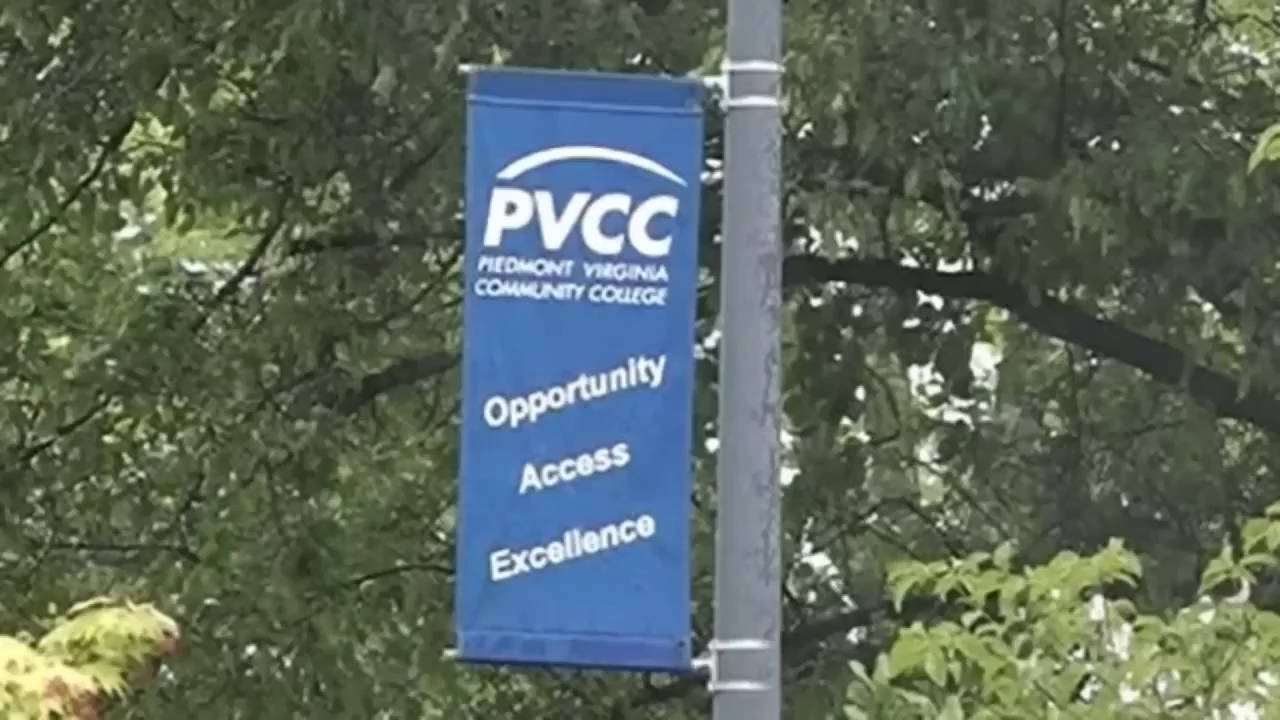 PVCC
PIEDMONT VIRGINIA
COMMUNITY COLLEGE
Opportunity
Access
Excellence